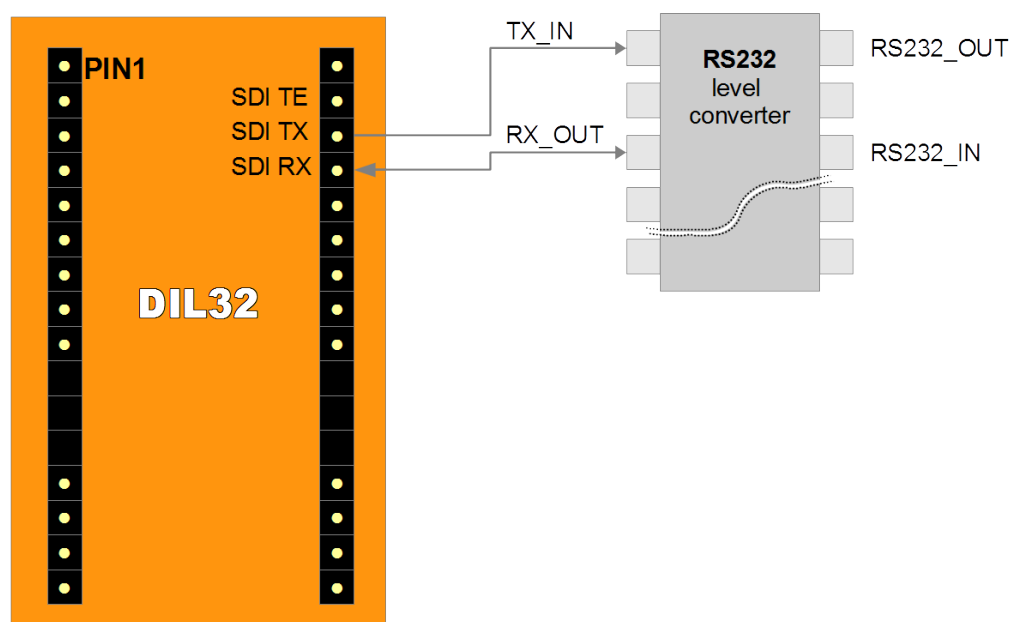 PIN1
SDI TE
SDI TX
SDI RX
DIL32
TX_IN
RX_OUT
RS232
level
converter
RS232_OUT
RS232_IN